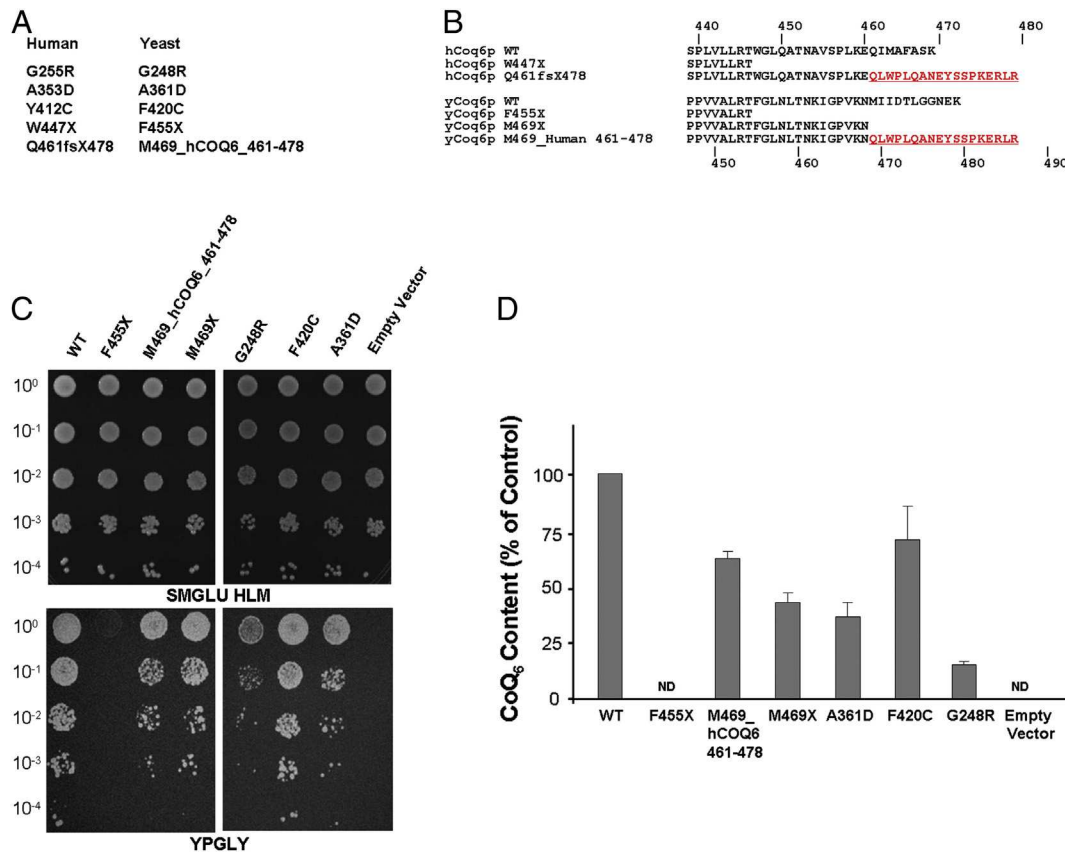 A
Human Yeast
G255R G248R
A353D A361D
Y412C F420C
W447X F455X
Q461fsX478 M469_hCOQ6_461-478
B
440 450 460 470 480
hCoq6p WT SPLVLLRTWGLQATNAVSPLKEQIMAFASK
hCoq6p W447X SPLVLLRT
hCoq6p Q461fsX478 SPLVLLRTWGLQATNAVSPLKEQLWPLQANEYSSPKERLR
yCoq6p WT PPVVALRTFGLNLTNKIGPVKNMIIDTLGGNEK
yCoq6p F455X PPVVALRT
yCoq6p M469X PPVVALRTFGLNLTNKIGPVKN
yCoq6p M469_Human 461-478 PPVVALRTFGLNLTNKIGPVKNQLWPLQANEYSSPKERLR
450 460 470 480 490
C
WT F455X M469_hCOQ6_461-478 M469X G248R F420C A361D Empty Vector
10⁰
10⁻¹
10⁻²
10⁻³
10⁻⁴
SMGLU HLM
10⁰
10⁻¹
10⁻²
10⁻³
10⁻⁴
YPGLY
D
CoQ₆ Content (% of Control)
100
75
50
25
0
ND ND
WT F455X M469_ M469X A361D F420C G248R Empty
hCOQ6 Vector
461-478